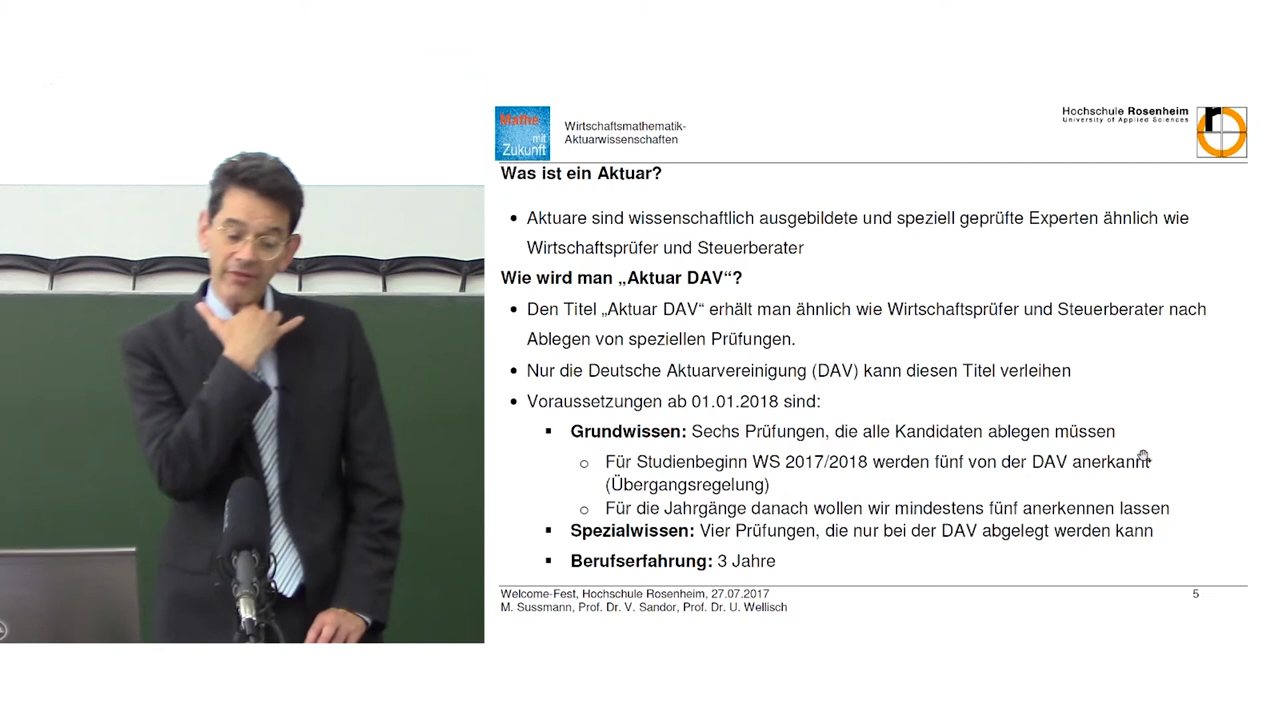 Mathe
mit
Zukunft
Wirtschaftsmathematik-
Aktuarwissenschaften
Hochschule Rosenheim
University of Applied Sciences
r
Was ist ein Aktuar?
• Aktuare sind wissenschaftlich ausgebildete und speziell geprüfte Experten ähnlich wie
Wirtschaftsprüfer und Steuerberater
Wie wird man „Aktuar DAV“?
• Den Titel „Aktuar DAV“ erhält man ähnlich wie Wirtschaftsprüfer und Steuerberater nach
Ablegen von speziellen Prüfungen.
• Nur die Deutsche Aktuarvereinigung (DAV) kann diesen Titel verleihen
• Voraussetzungen ab 01.01.2018 sind:
▪ Grundwissen: Sechs Prüfungen, die alle Kandidaten ablegen müssen
o Für Studienbeginn WS 2017/2018 werden fünf von der DAV anerkannt
(Übergangsregelung)
o Für die Jahrgänge danach wollen wir mindestens fünf anerkennen lassen
▪ Spezialwissen: Vier Prüfungen, die nur bei der DAV abgelegt werden kann
▪ Berufserfahrung: 3 Jahre
Welcome-Fest, Hochschule Rosenheim, 27.07.2017
M. Sussmann, Prof. Dr. V. Sandor, Prof. Dr. U. Wellisch
5